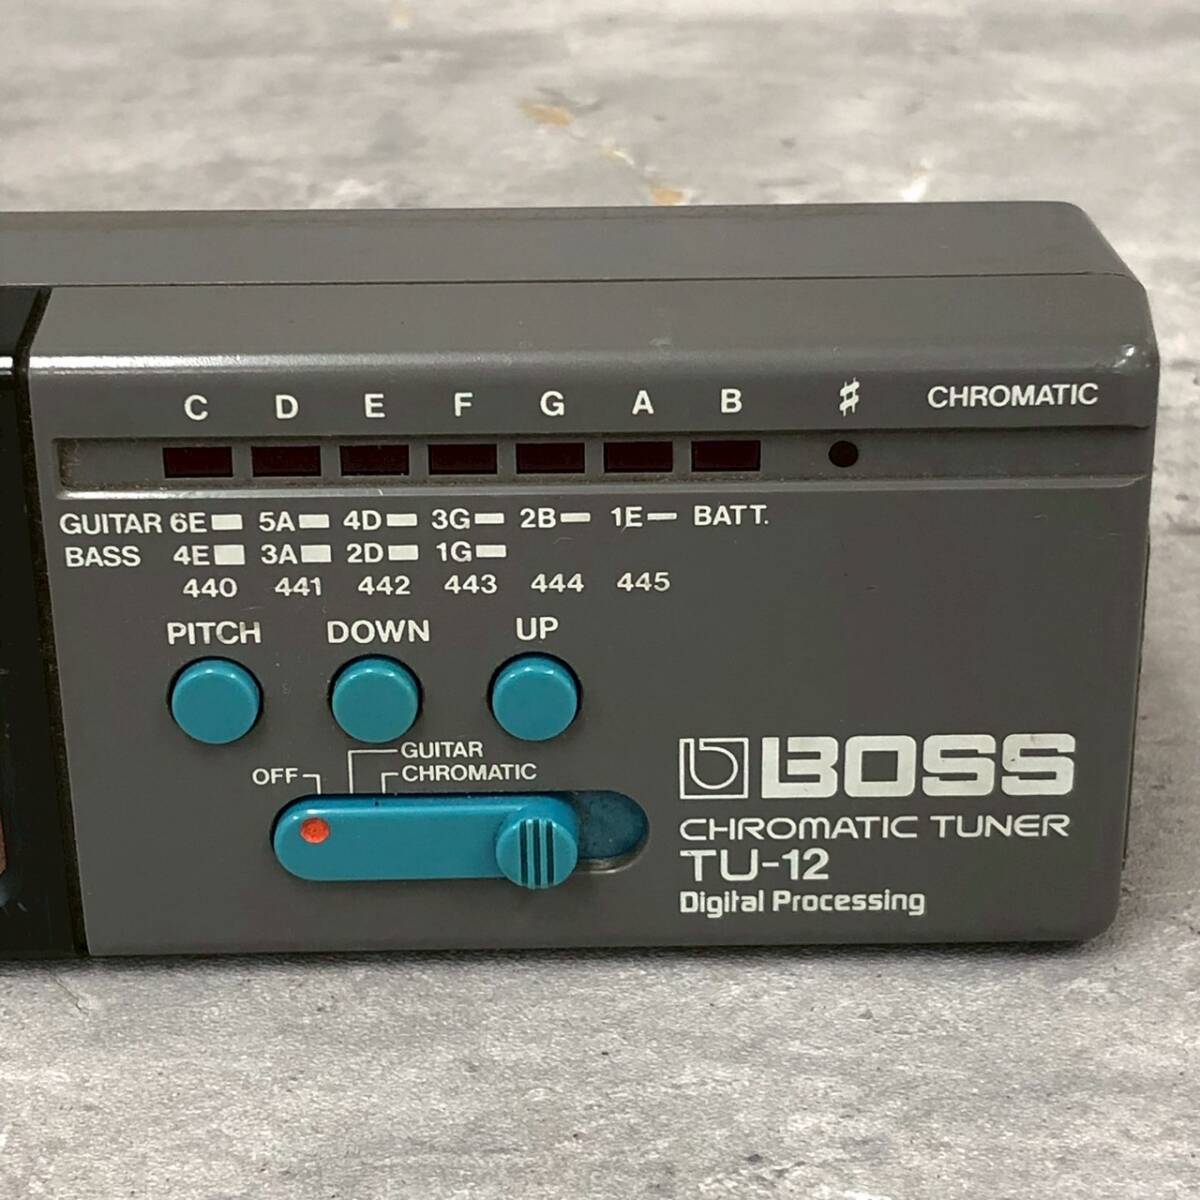 C D E F G A B ♯ CHROMATIC
GUITAR 6E 5A 4D 3G 2B 1E BATT.
BASS 4E 3A 2D 1G
440 441 442 443 444 445
PITCH DOWN UP
GUITAR
OFF CHROMATIC
BOSS
CHROMATIC TUNER
TU-12
Digital Processing